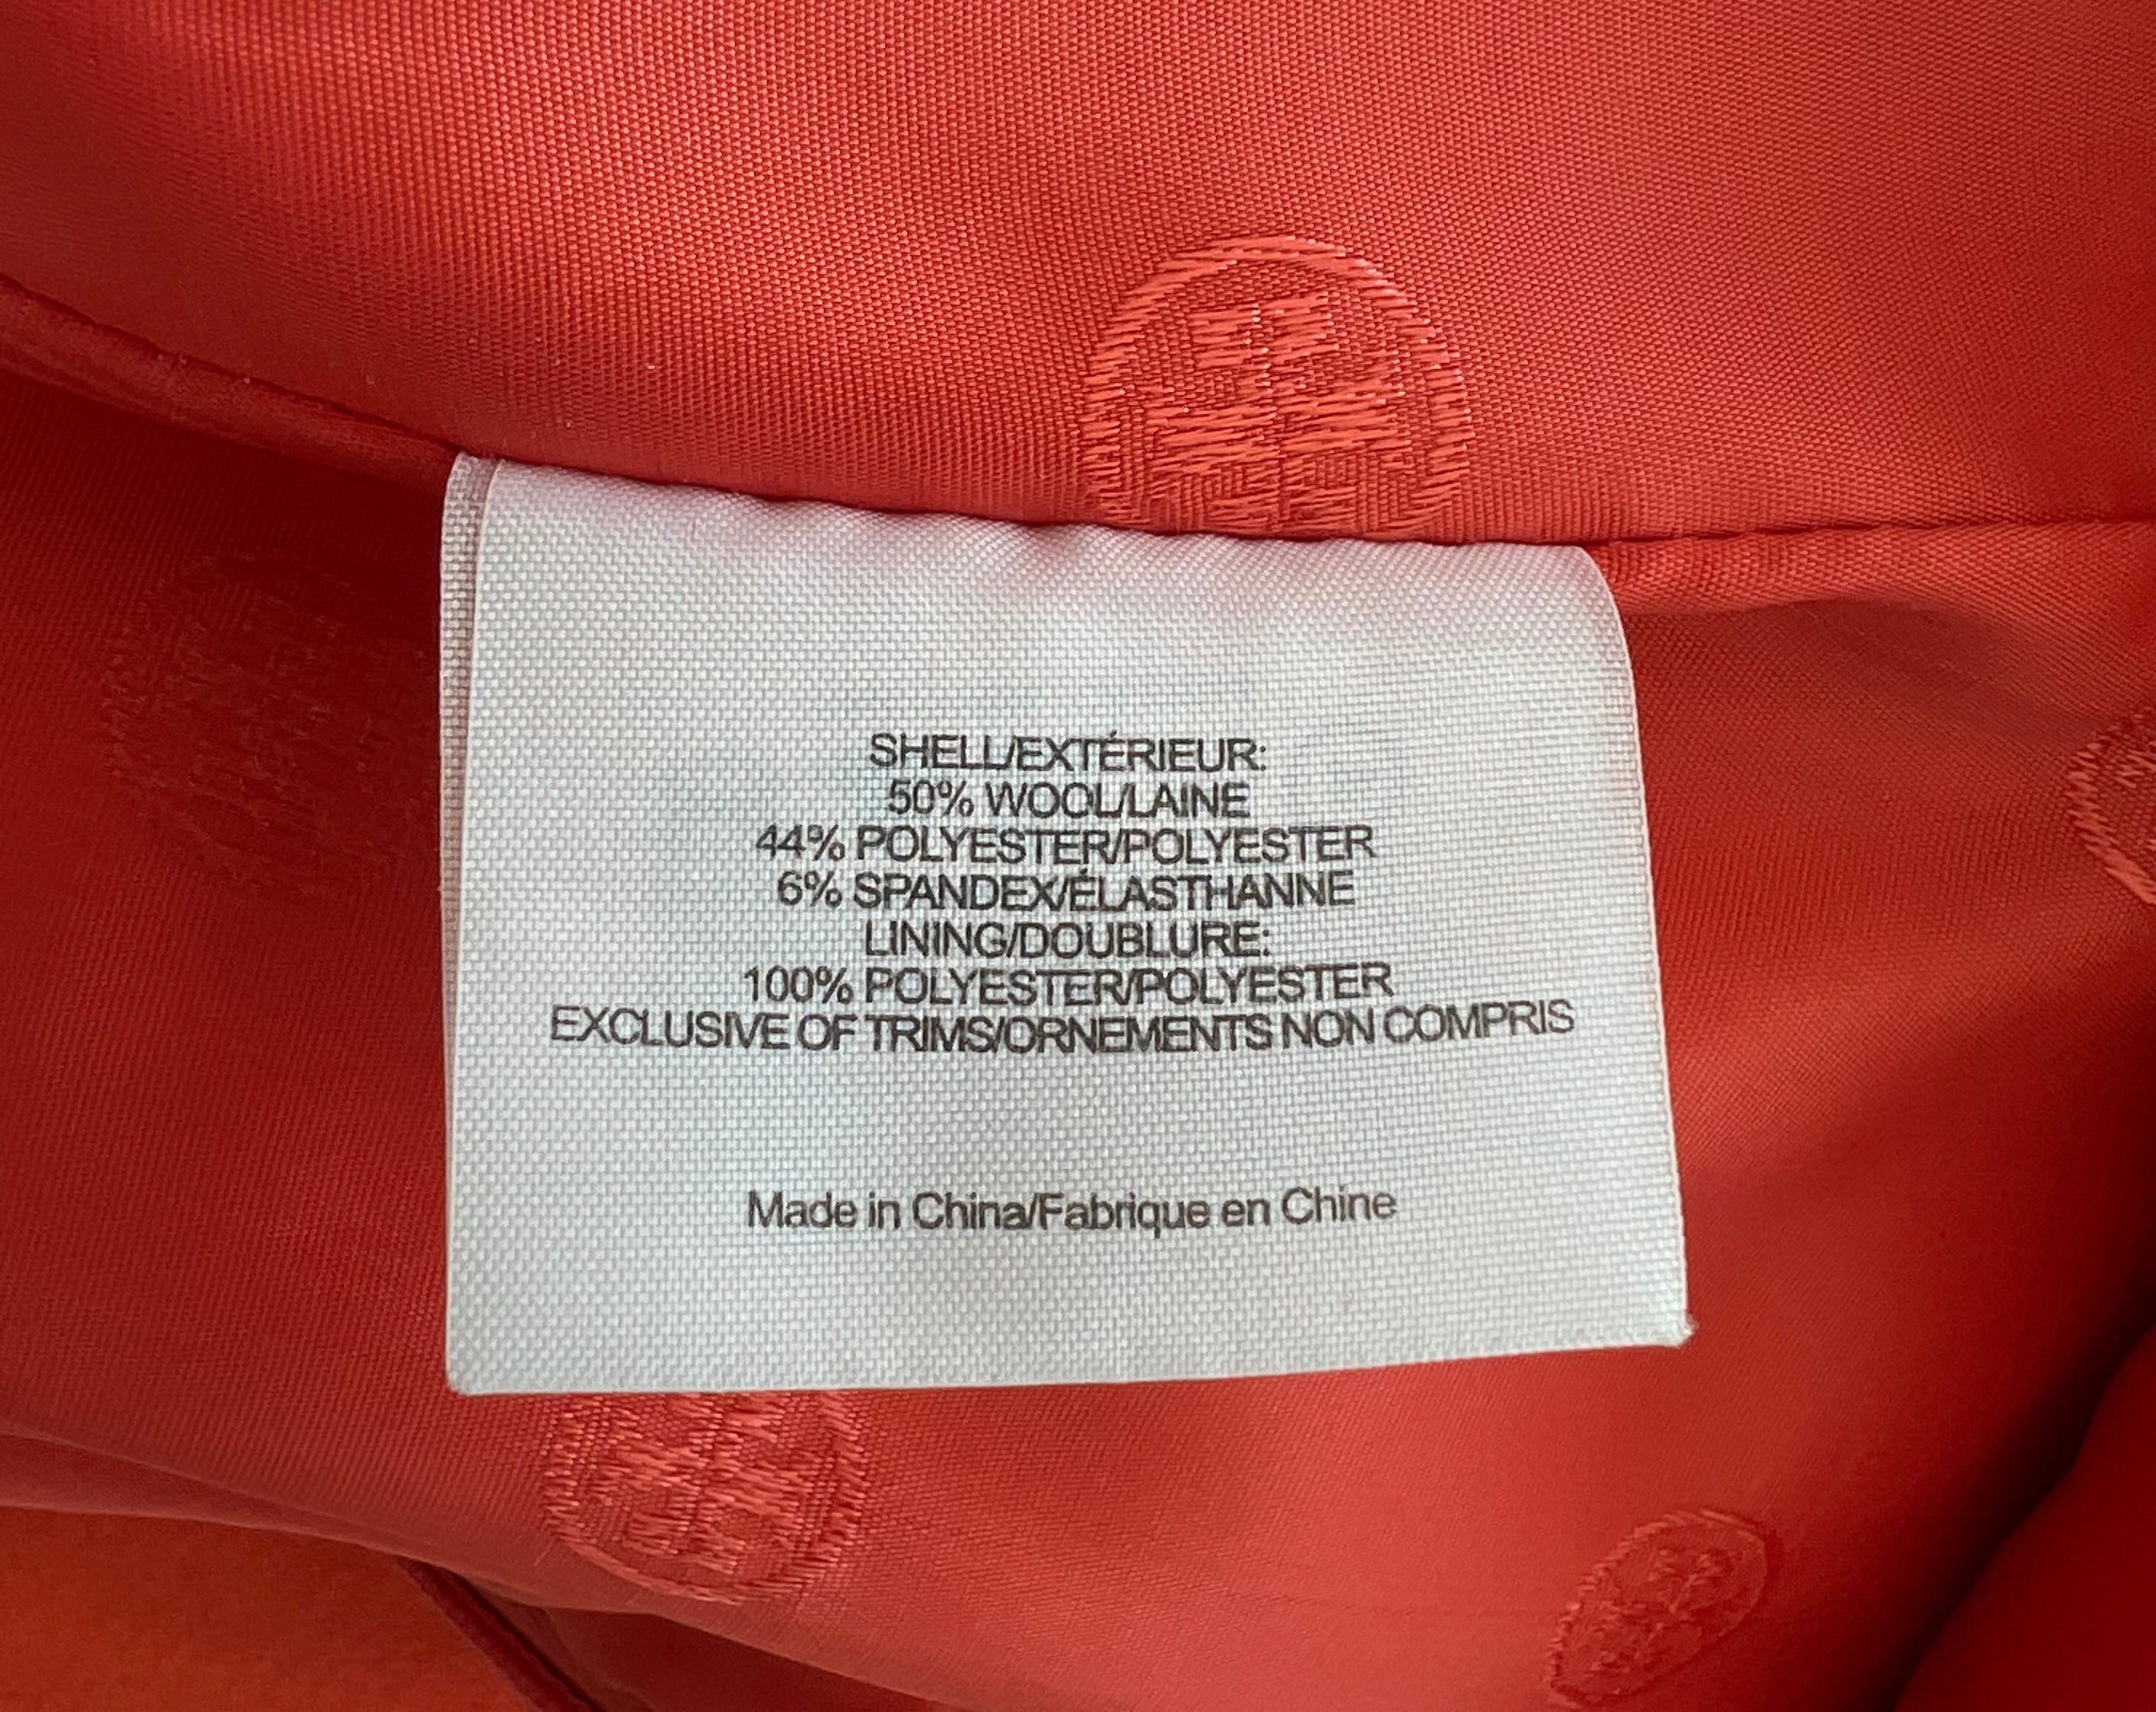 SHELL/EXTÉRIEUR:
50% WOOL/LAINE
44% POLYESTER/POLYESTER
6% SPANDEX/ÉLASTHANNE
LINING/DOUBLURE:
100% POLYESTER/POLYESTER
EXCLUSIVE OF TRIMS/ORNEMENTS NON COMPRIS
Made in China/Fabrique en Chine